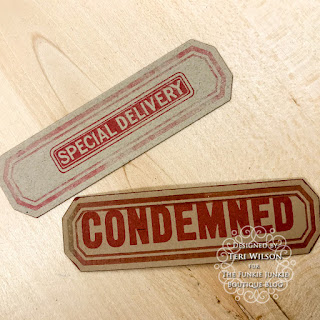 SPECIAL DELIVERY
CONDEMNED
DESIGNED BY
TERI WILSON
FOR
THE FUNKIE JUNKIE
BOUTIQUE BLOG